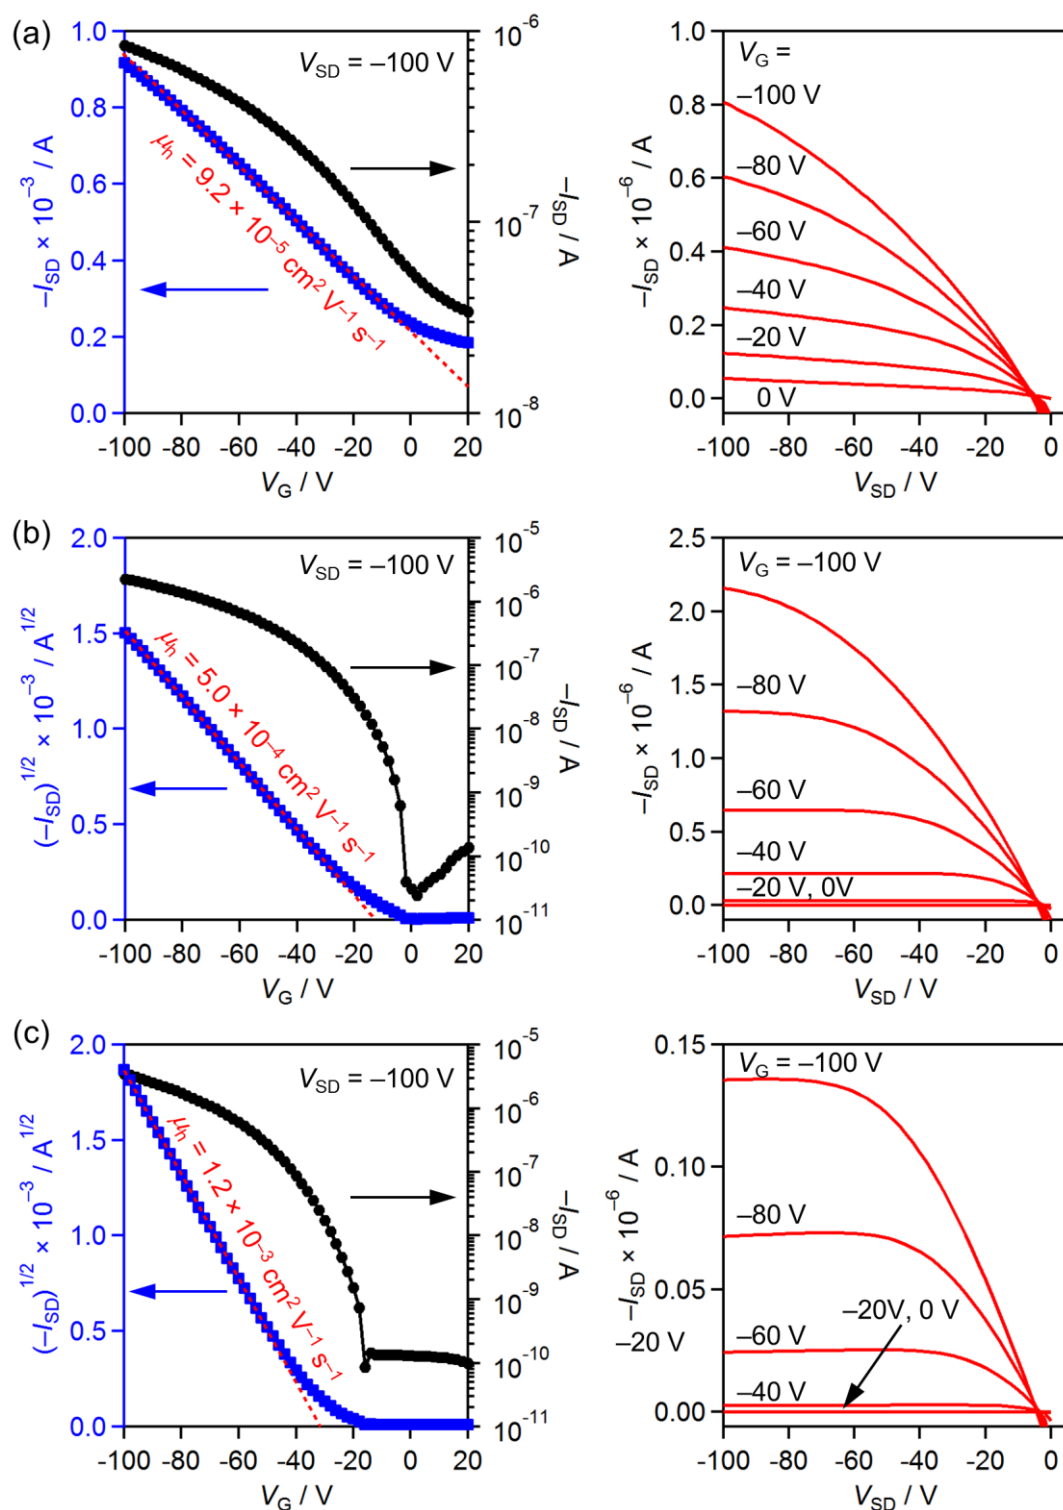 (a)
1.0
0.8
0.6
0.4
0.2
0.0
–I_SD × 10⁻³ / A
V_SD = –100 V
μ_h = 9.2 × 10⁻⁵ cm² V⁻¹ s⁻¹
10⁻⁶
10⁻⁷
10⁻⁸
–I_SD / A
-100 -80 -60 -40 -20 0 20
V_G / V
1.0
0.8
0.6
0.4
0.2
0.0
–I_SD × 10⁻⁶ / A
V_G =
–100 V
–80 V
–60 V
–40 V
–20 V
0 V
-100 -80 -60 -40 -20 0
V_SD / V
(b)
2.0
1.5
1.0
0.5
0.0
(–I_SD)^1/2 × 10⁻³ / A^1/2
V_SD = –100 V
μ_h = 5.0 × 10⁻⁴ cm² V⁻¹ s⁻¹
10⁻⁵
10⁻⁶
10⁻⁷
10⁻⁸
10⁻⁹
10⁻¹⁰
10⁻¹¹
–I_SD / A
-100 -80 -60 -40 -20 0 20
V_G / V
2.5
2.0
1.5
1.0
0.5
0.0
–I_SD × 10⁻⁶ / A
V_G = –100 V
–80 V
–60 V
–40 V
–20 V, 0V
-100 -80 -60 -40 -20 0
V_SD / V
(c)
2.0
1.5
1.0
0.5
0.0
(–I_SD)^1/2 × 10⁻³ / A^1/2
V_SD = –100 V
μ_h = 1.2 × 10⁻³ cm² V⁻¹ s⁻¹
10⁻⁵
10⁻⁶
10⁻⁷
10⁻⁸
10⁻⁹
10⁻¹⁰
10⁻¹¹
–I_SD / A
-100 -80 -60 -40 -20 0 20
V_G / V
0.15
0.10
0.05
0.00
–I_SD × 10⁻⁶ / A
–20 V
V_G = –100 V
–80 V
–20V, 0 V
–60 V
–40 V
-100 -80 -60 -40 -20 0
V_SD / V